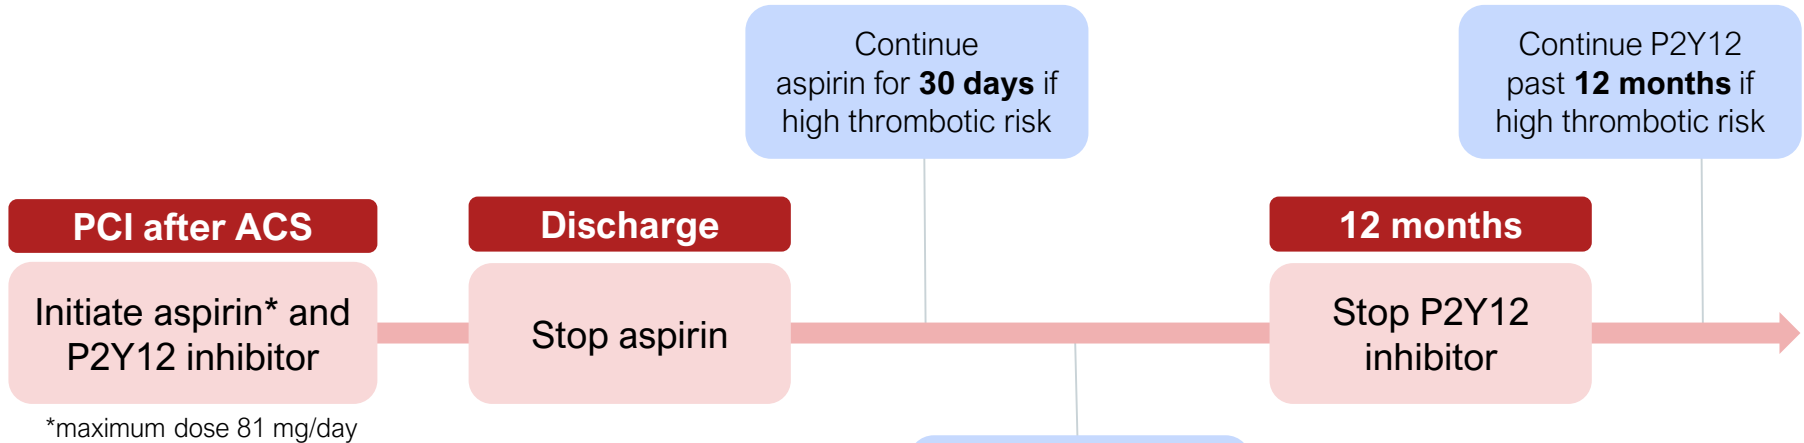 Continue
aspirin for 30 days if
high thrombotic risk
Continue P2Y12
past 12 months if
high thrombotic risk
PCI after ACS
Discharge
12 months
Initiate aspirin* and
P2Y12 inhibitor
Stop aspirin
Stop P2Y12
inhibitor
*maximum dose 81 mg/day